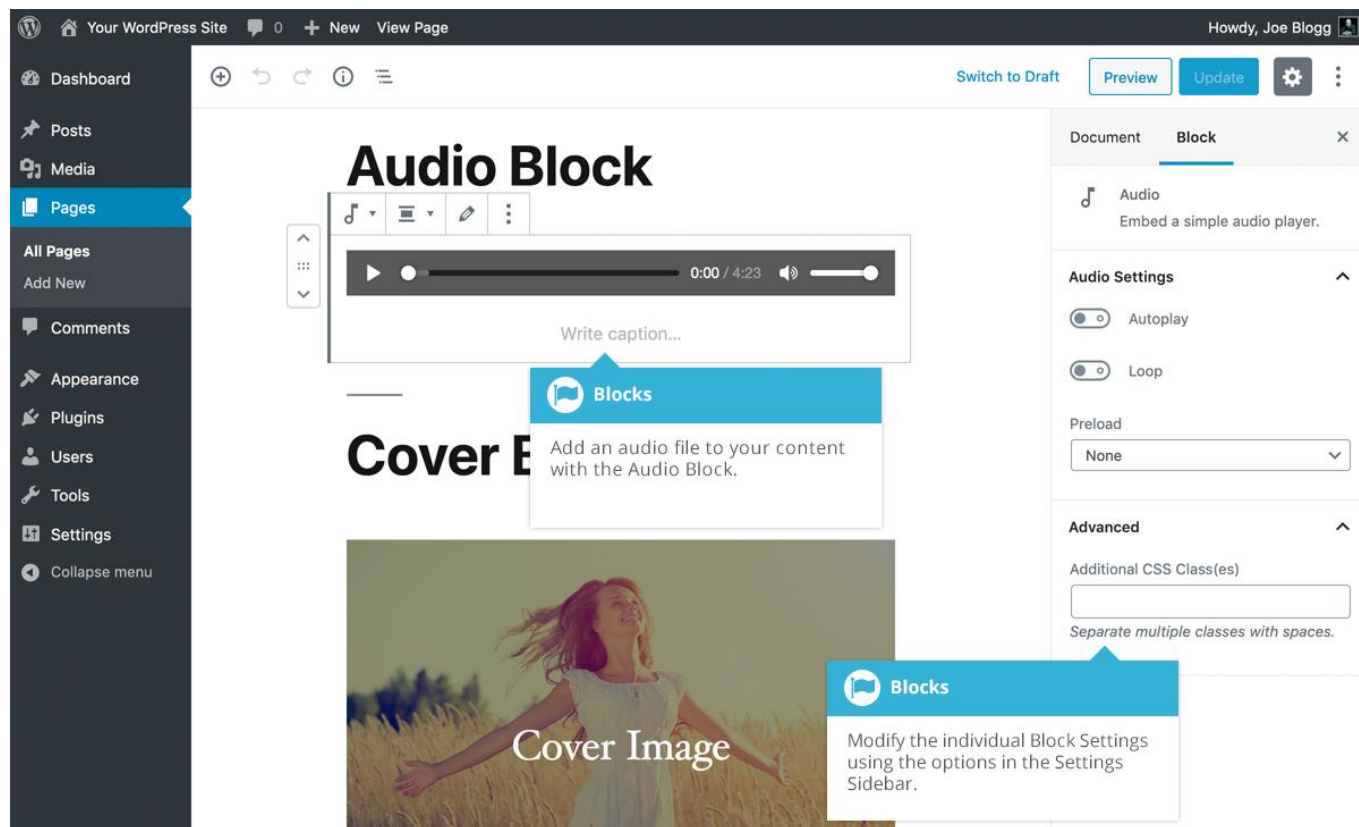 Your WordPress Site 0 New View Page Howdy, Joe Blogg
Dashboard
Posts
Media
Pages
All Pages
Add New
Comments
Appearance
Plugins
Users
Tools
Settings
Collapse menu
Switch to Draft Preview Update
Audio Block
0:00 / 4:23
Write caption...
Blocks
Add an audio file to your content
with the Audio Block.
Cover
Cover Image
Document Block
Audio
Embed a simple audio player.
Audio Settings
Autoplay
Loop
Preload
None
Advanced
Additional CSS Class(es)
Separate multiple classes with spaces.
Blocks
Modify the individual Block Settings
using the options in the Settings
Sidebar.